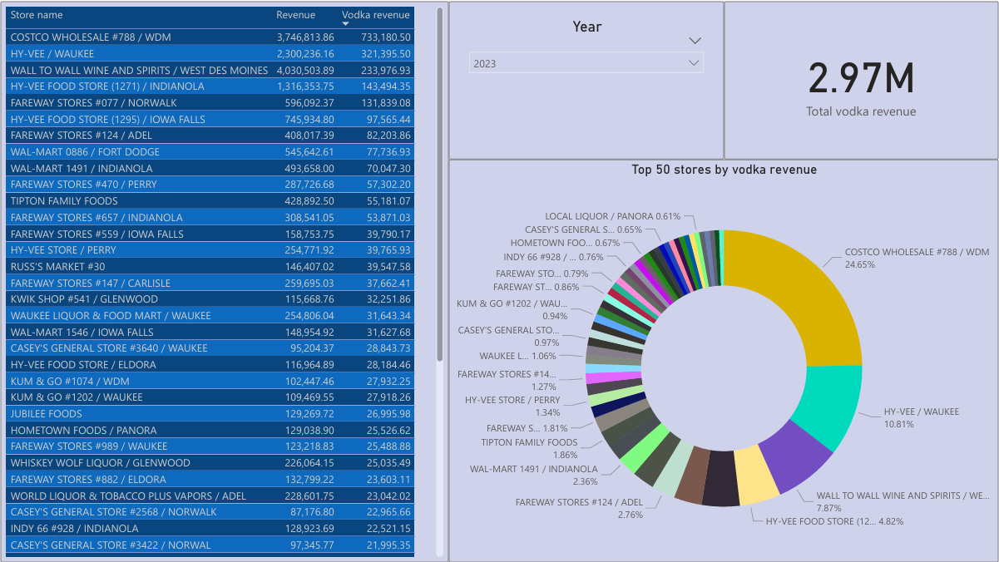 Store name Revenue Vodka revenue
COSTCO WHOLESALE #788 / WDM 3,746,813.86 733,180.50
HY-VEE / WAUKEE 2,300,236.16 321,395.50
WALL TO WALL WINE AND SPIRITS / WEST DES MOINES 4,030,503.89 233,976.93
HY-VEE FOOD STORE (1271) / INDIANOLA 1,316,353.75 143,494.35
FAREWAY STORES #077 / NORWALK 596,092.37 131,839.08
HY-VEE FOOD STORE (1295) / IOWA FALLS 745,934.80 97,565.44
FAREWAY STORES #124 / ADEL 408,017.39 82,203.86
WAL-MART 0886 / FORT DODGE 545,642.61 77,736.93
WAL-MART 1491 / INDIANOLA 493,658.00 70,047.30
FAREWAY STORES #470 / PERRY 287,726.68 57,302.20
TIPTON FAMILY FOODS 428,892.50 55,181.07
FAREWAY STORES #657 / INDIANOLA 308,541.05 53,871.03
FAREWAY STORES #559 / IOWA FALLS 158,753.75 39,790.17
HY-VEE STORE / PERRY 254,771.92 39,765.93
RUSS'S MARKET #30 146,407.02 39,547.58
FAREWAY STORES #147 / CARLISLE 259,695.03 37,662.41
KWIK SHOP #541 / GLENWOOD 115,668.76 32,251.86
WAUKEE LIQUOR & FOOD MART / WAUKEE 254,806.04 31,643.34
WAL-MART 1546 / IOWA FALLS 148,954.92 31,627.68
CASEY'S GENERAL STORE #3640 / WAUKEE 95,204.37 28,843.73
HY-VEE FOOD STORE / ELDORA 116,964.89 28,184.46
KUM & GO #1074 / WDM 102,447.46 27,932.25
KUM & GO #1202 / WAUKEE 109,469.55 27,918.26
JUBILEE FOODS 129,269.72 26,995.98
HOMETOWN FOODS / PANORA 129,038.90 25,526.62
FAREWAY STORES #989 / WAUKEE 123,218.83 25,488.88
WHISKEY WOLF LIQUOR / GLENWOOD 226,064.15 25,035.49
FAREWAY STORES #882 / ELDORA 132,799.22 23,603.11
WORLD LIQUOR & TOBACCO PLUS VAPORS / ADEL 228,601.75 23,042.02
CASEY'S GENERAL STORE #2568 / NORWALK 87,176.80 22,965.66
INDY 66 #928 / INDIANOLA 128,923.69 22,521.15
CASEY'S GENERAL STORE #3422 / NORWAL 97,345.77 21,995.35
Year
2023
2.97M
Total vodka revenue
Top 50 stores by vodka revenue
LOCAL LIQUOR / PANORA 0.61%
CASEY'S GENERAL S... 0.65%
HOMETOWN FOO... 0.67%
INDY 66 #928 / ... 0.76%
FAREWAY STO... 0.79%
FAREWAY ST... 0.86%
KUM & GO #1202 / WAU...
0.94%
CASEY'S GENERAL STO...
0.97%
WAUKEE L... 1.06%
FAREWAY STORES #14...
1.27%
HY-VEE STORE / PERRY
1.34%
FAREWAY S... 1.81%
TIPTON FAMILY FOODS
1.86%
WAL-MART 1491 / INDIANOLA
2.36%
FAREWAY STORES #124 / ADEL
2.76%
COSTCO WHOLESALE #788 / WDM
24.65%
HY-VEE / WAUKEE
10.81%
WALL TO WALL WINE AND SPIRITS / WE...
7.87%
HY-VEE FOOD STORE (12... 4.82%